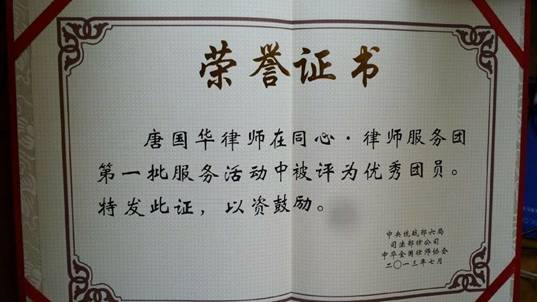 荣誉证书
唐国华律师在同心·律师服务团
第一批服务活动中被评为优秀团员。
特发此证，以资鼓励。
中央统战部六局
司法部律公司
中华全国律师协会
二〇一三年七月